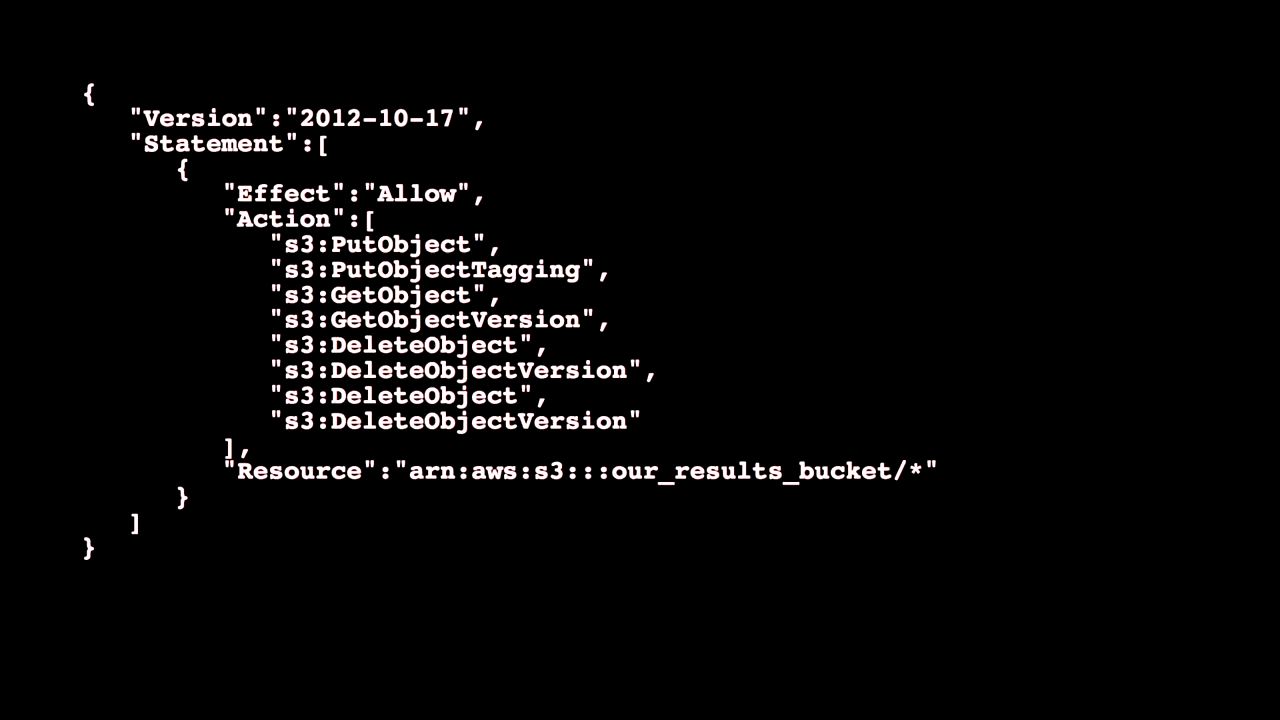 {
   "Version":"2012-10-17",
   "Statement":[
      {
         "Effect":"Allow",
         "Action":[
            "s3:PutObject",
            "s3:PutObjectTagging",
            "s3:GetObject",
            "s3:GetObjectVersion",
            "s3:DeleteObject",
            "s3:DeleteObjectVersion",
            "s3:DeleteObject",
            "s3:DeleteObjectVersion"
         ],
         "Resource":"arn:aws:s3:::our_results_bucket/*"
      }
   ]
}